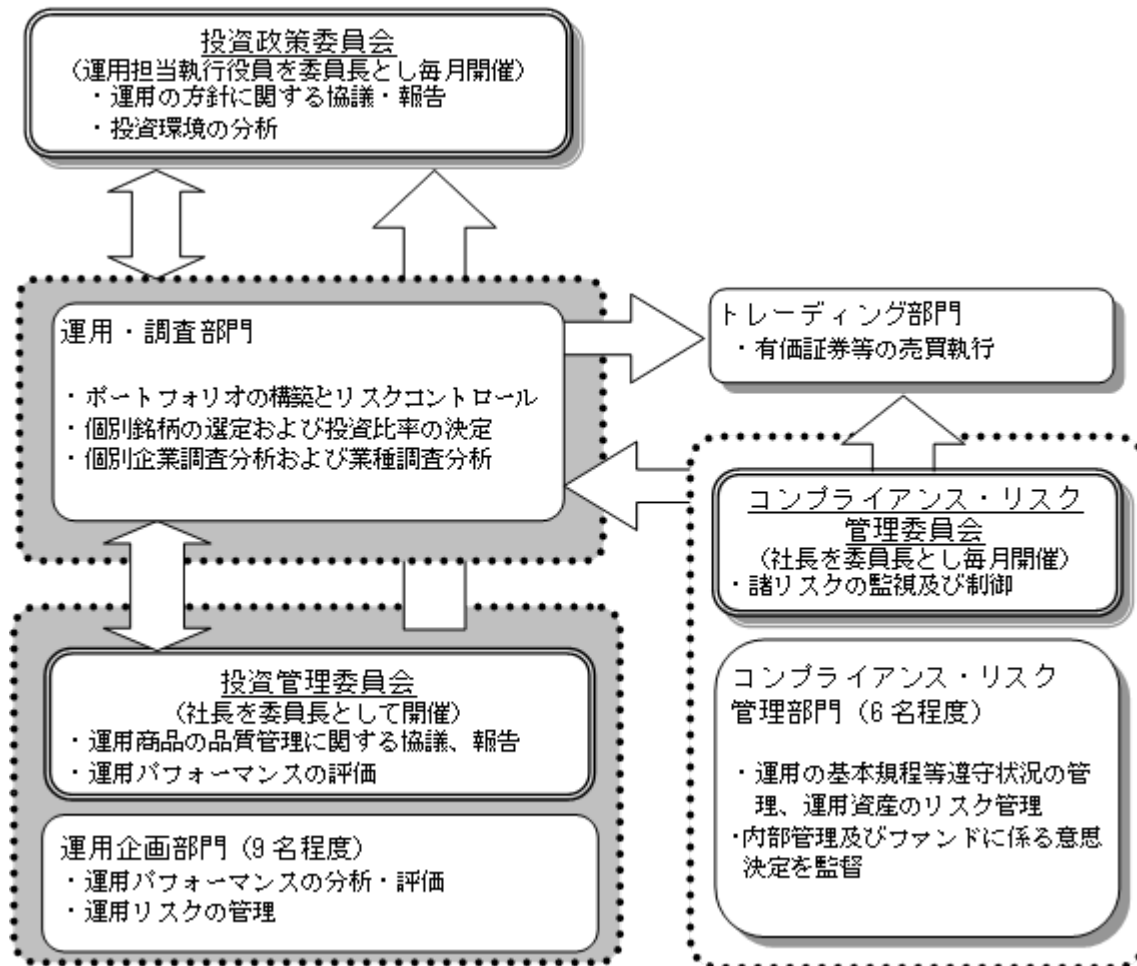 投資政策委員会
(運用担当執行役員を委員長とし毎月開催)
・運用の方針に関する協議・報告
・投資環境の分析
運用・調査部門
・ポートフォリオの構築とリスクコントロール
・個別銘柄の選定および投資比率の決定
・個別企業調査分析および業種調査分析
トレーディング部門
・有価証券等の売買執行
コンプライアンス・リスク
管理委員会
(社長を委員長とし毎月開催)
・諸リスクの監視及び制御
投資管理委員会
(社長を委員長として開催)
・運用商品の品質管理に関する協議、報告
・運用パフォーマンスの評価
運用企画部門(9名程度)
・運用パフォーマンスの分析・評価
・運用リスクの管理
コンプライアンス・リスク
管理部門(6名程度)
・運用の基本規程等遵守状況の管
理、運用資産のリスク管理
・内部管理及びファンドに係る意思
決定を監督